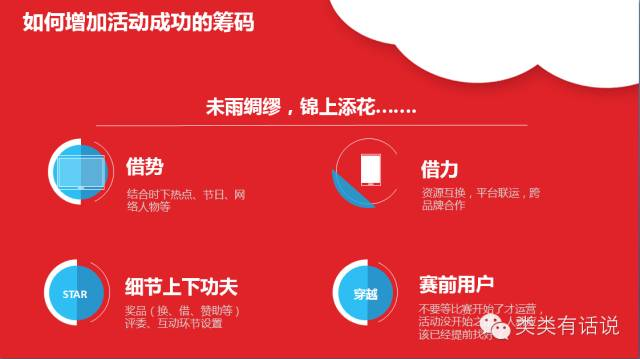 如何增加活动成功的筹码
未雨绸缪，锦上添花…….
借势
结合时下热点、节日、网
络人物等
借力
资源互换，平台联运，跨
品牌合作
STAR
细节上下功夫
奖品（换、借、赞助等）
评委、互动环节设置
穿越
赛前用户
不要等比赛开始了才运营，
活动没开始之
该已经提前找好
类类有话说